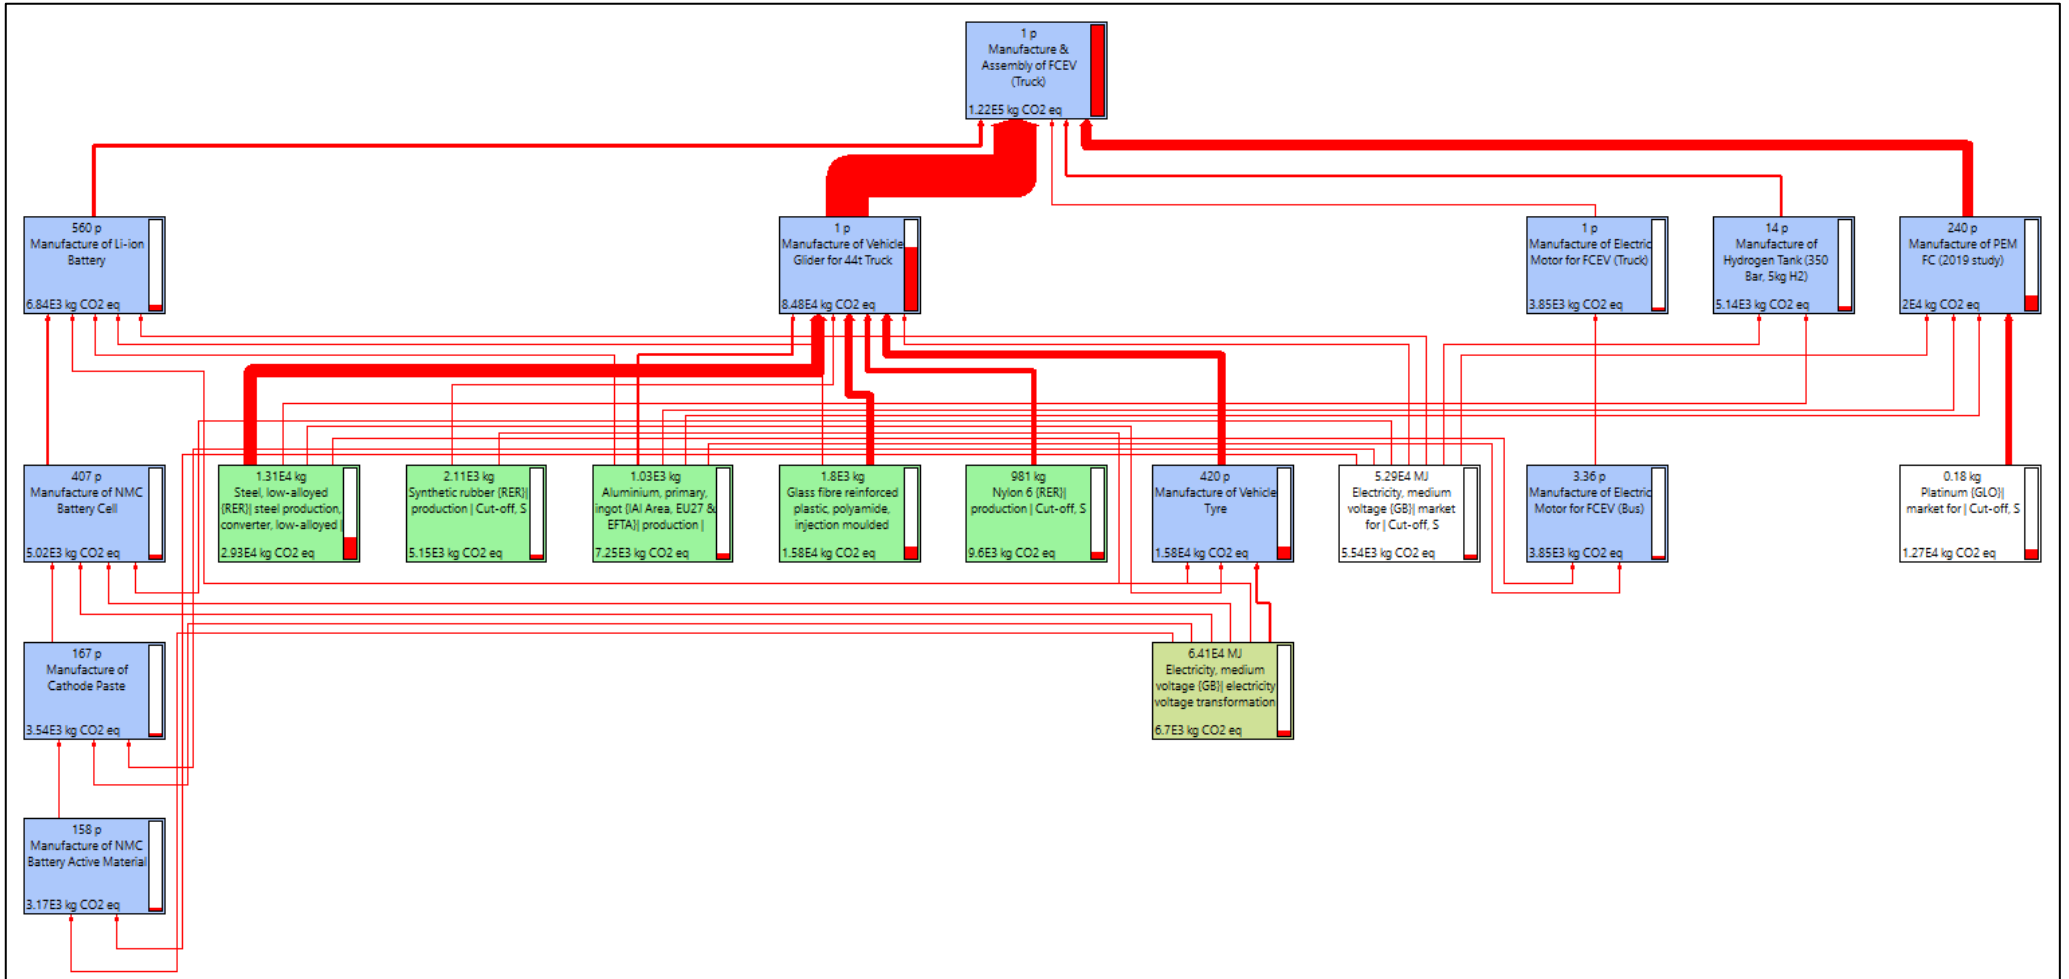 1 p
Manufacture &
Assembly of FCEV
(Truck)
1.22E5 kg CO2 eq
560 p
Manufacture of Li-ion
Battery
6.84E3 kg CO2 eq
1 p
Manufacture of Vehicle
Glider for 44t Truck
8.48E4 kg CO2 eq
1 p
Manufacture of Electric
Motor for FCEV (Truck)
3.85E3 kg CO2 eq
14 p
Manufacture of
Hydrogen Tank (350
Bar, 5kg H2)
5.14E3 kg CO2 eq
240 p
Manufacture of PEM
FC (2019 study)
2E4 kg CO2 eq
407 p
Manufacture of NMC
Battery Cell
5.02E3 kg CO2 eq
1.31E4 kg
Steel, low-alloyed
{RER}| steel production,
converter, low-alloyed |
2.93E4 kg CO2 eq
2.11E3 kg
Synthetic rubber {RER}|
production | Cut-off, S
5.15E3 kg CO2 eq
1.03E3 kg
Aluminium, primary,
ingot {IAI Area, EU27 &
EFTA}| production |
7.25E3 kg CO2 eq
1.8E3 kg
Glass fibre reinforced
plastic, polyamide,
injection moulded
1.58E4 kg CO2 eq
981 kg
Nylon 6 {RER}|
production | Cut-off, S
9.6E3 kg CO2 eq
420 p
Manufacture of Vehicle
Tyre
1.58E4 kg CO2 eq
5.29E4 MJ
Electricity, medium
voltage {GB}| market
for | Cut-off, S
5.54E3 kg CO2 eq
3.36 p
Manufacture of Electric
Motor for FCEV (Bus)
3.85E3 kg CO2 eq
0.18 kg
Platinum {GLO}|
market for | Cut-off, S
1.27E4 kg CO2 eq
167 p
Manufacture of
Cathode Paste
3.54E3 kg CO2 eq
6.41E4 MJ
Electricity, medium
voltage {GB}| electricity
voltage transformation
6.7E3 kg CO2 eq
158 p
Manufacture of NMC
Battery Active Material
3.17E3 kg CO2 eq